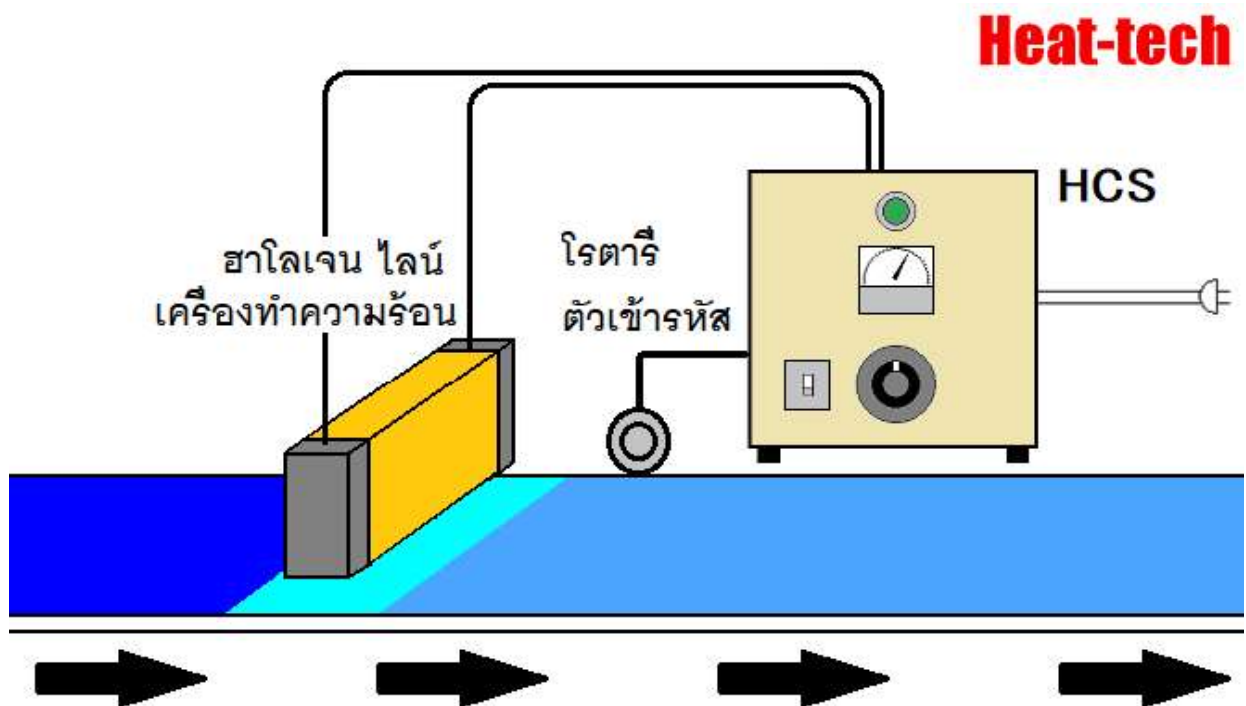 Heat-tech
HCS
ฮาโลเจน ไลน์
เครื่องทำความร้อน
โรตารี
ตัวเข้ารหัส